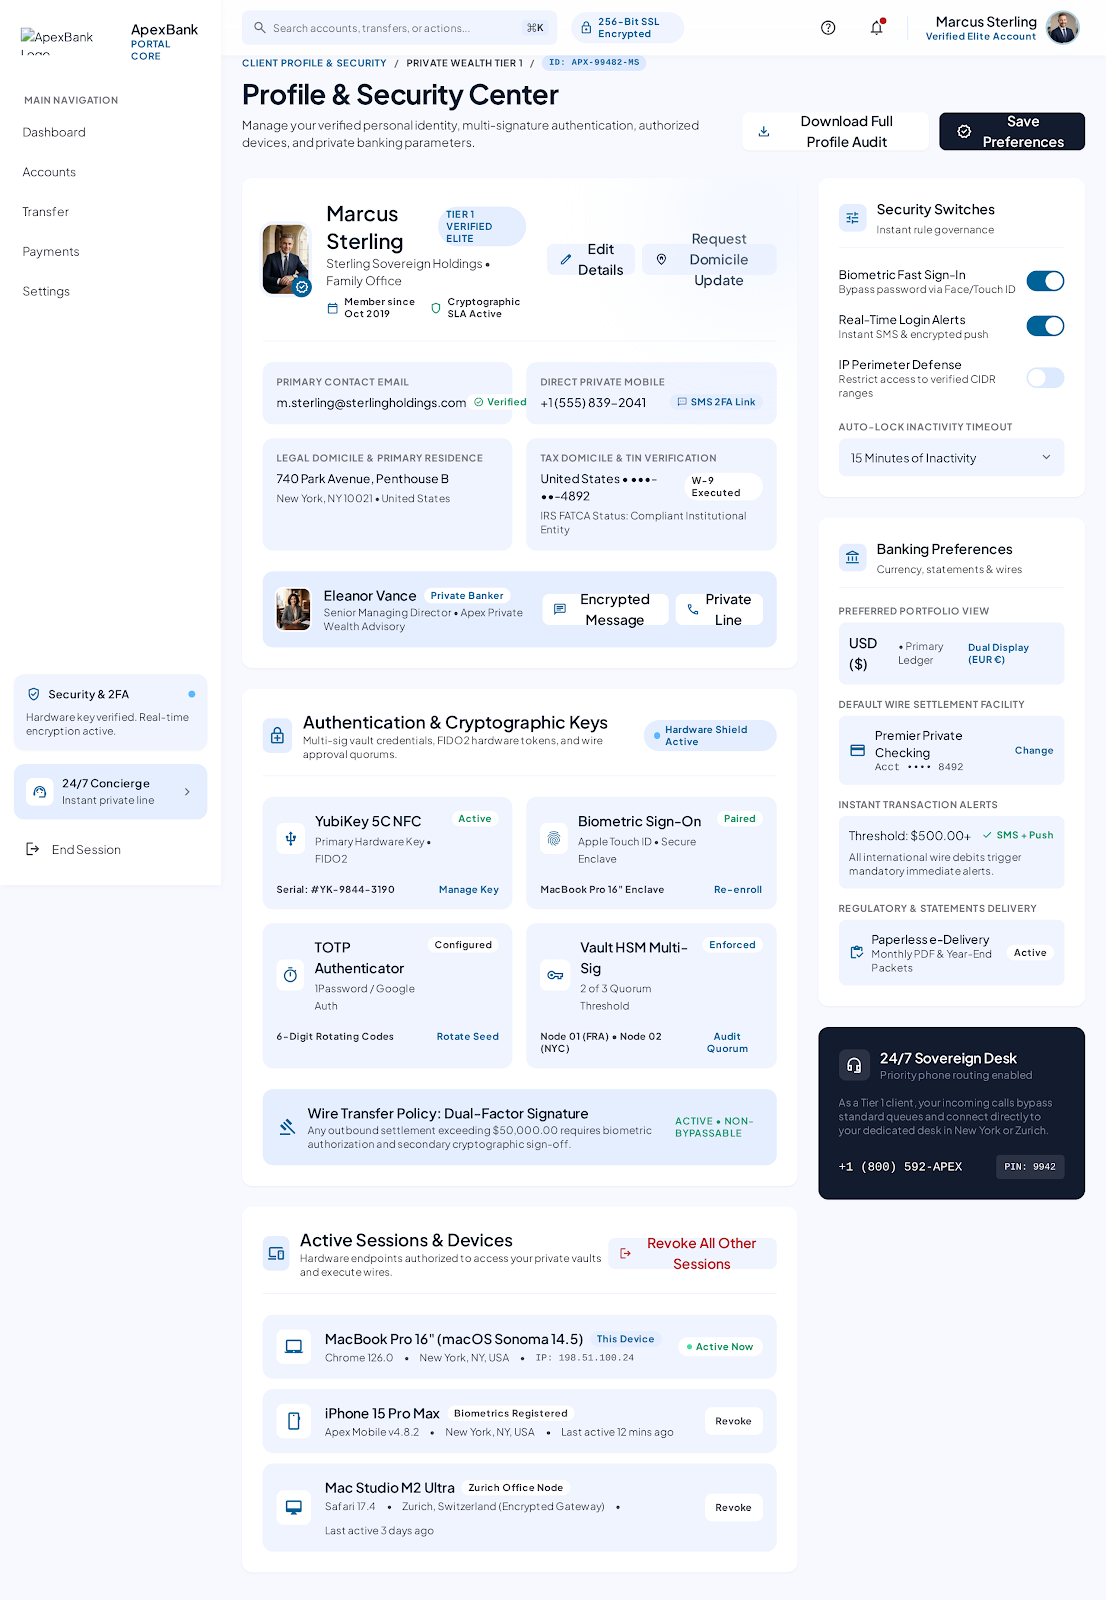 ApexBank
Logo
ApexBank
PORTAL
CORE
MAIN NAVIGATION
Dashboard
Accounts
Transfer
Payments
Settings
Security & 2FA
Hardware key verified. Real-time
encryption active.
24/7 Concierge
Instant private line
End Session
Search accounts, transfers, or actions...
⌘K
256-Bit SSL
Encrypted
Marcus Sterling
Verified Elite Account
CLIENT PROFILE & SECURITY / PRIVATE WEALTH TIER 1 / ID: APX-99482-MS
Profile & Security Center
Manage your verified personal identity, multi-signature authentication, authorized
devices, and private banking parameters.
Download Full
Profile Audit
Save
Preferences
Marcus
Sterling
TIER 1
VERIFIED
ELITE
Sterling Sovereign Holdings •
Family Office
Member since
Oct 2019
Cryptographic
SLA Active
Edit
Details
Request
Domicile
Update
PRIMARY CONTACT EMAIL
m.sterling@sterlingholdings.com Verified
DIRECT PRIVATE MOBILE
+1 (555) 839-2041 SMS 2FA Link
LEGAL DOMICILE & PRIMARY RESIDENCE
740 Park Avenue, Penthouse B
New York, NY 10021 • United States
TAX DOMICILE & TIN VERIFICATION
United States • •••-
••-4892
W-9
Executed
IRS FATCA Status: Compliant Institutional
Entity
Eleanor Vance Private Banker
Senior Managing Director • Apex Private
Wealth Advisory
Encrypted
Message
Private
Line
Authentication & Cryptographic Keys
Multi-sig vault credentials, FIDO2 hardware tokens, and wire
approval quorums.
Hardware Shield
Active
YubiKey 5C NFC Active
Primary Hardware Key •
FIDO2
Serial: #YK-9844-3190 Manage Key
Biometric Sign-On Paired
Apple Touch ID • Secure
Enclave
MacBook Pro 16" Enclave Re-enroll
TOTP
Authenticator
Configured
1Password / Google
Auth
6-Digit Rotating Codes Rotate Seed
Vault HSM Multi-
Sig
Enforced
2 of 3 Quorum
Threshold
Node 01 (FRA) • Node 02
(NYC)
Audit
Quorum
Wire Transfer Policy: Dual-Factor Signature
Any outbound settlement exceeding $50,000.00 requires biometric
authorization and secondary cryptographic sign-off.
ACTIVE • NON-
BYPASSABLE
Active Sessions & Devices
Hardware endpoints authorized to access your private vaults
and execute wires.
Revoke All Other
Sessions
MacBook Pro 16" (macOS Sonoma 14.5) This Device
Chrome 126.0 • New York, NY, USA • IP: 198.51.100.24
Active Now
iPhone 15 Pro Max Biometrics Registered
Apex Mobile v4.8.2 • New York, NY, USA • Last active 12 mins ago
Revoke
Mac Studio M2 Ultra Zurich Office Node
Safari 17.4 • Zurich, Switzerland (Encrypted Gateway) •
Last active 3 days ago
Revoke
Security Switches
Instant rule governance
Biometric Fast Sign-In
Bypass password via Face/Touch ID
Real-Time Login Alerts
Instant SMS & encrypted push
IP Perimeter Defense
Restrict access to verified CIDR
ranges
AUTO-LOCK INACTIVITY TIMEOUT
15 Minutes of Inactivity
Banking Preferences
Currency, statements & wires
PREFERRED PORTFOLIO VIEW
USD
($)
• Primary
Ledger
Dual Display
(EUR €)
DEFAULT WIRE SETTLEMENT FACILITY
Premier Private
Checking
Acct •••• 8492
Change
INSTANT TRANSACTION ALERTS
Threshold: $500.00+ SMS + Push
All international wire debits trigger
mandatory immediate alerts.
REGULATORY & STATEMENTS DELIVERY
Paperless e-Delivery
Monthly PDF & Year-End
Packets
Active
24/7 Sovereign Desk
Priority phone routing enabled
As a Tier 1 client, your incoming calls bypass
standard queues and connect directly to
your dedicated desk in New York or Zurich.
+1 (800) 592-APEX PIN: 9942